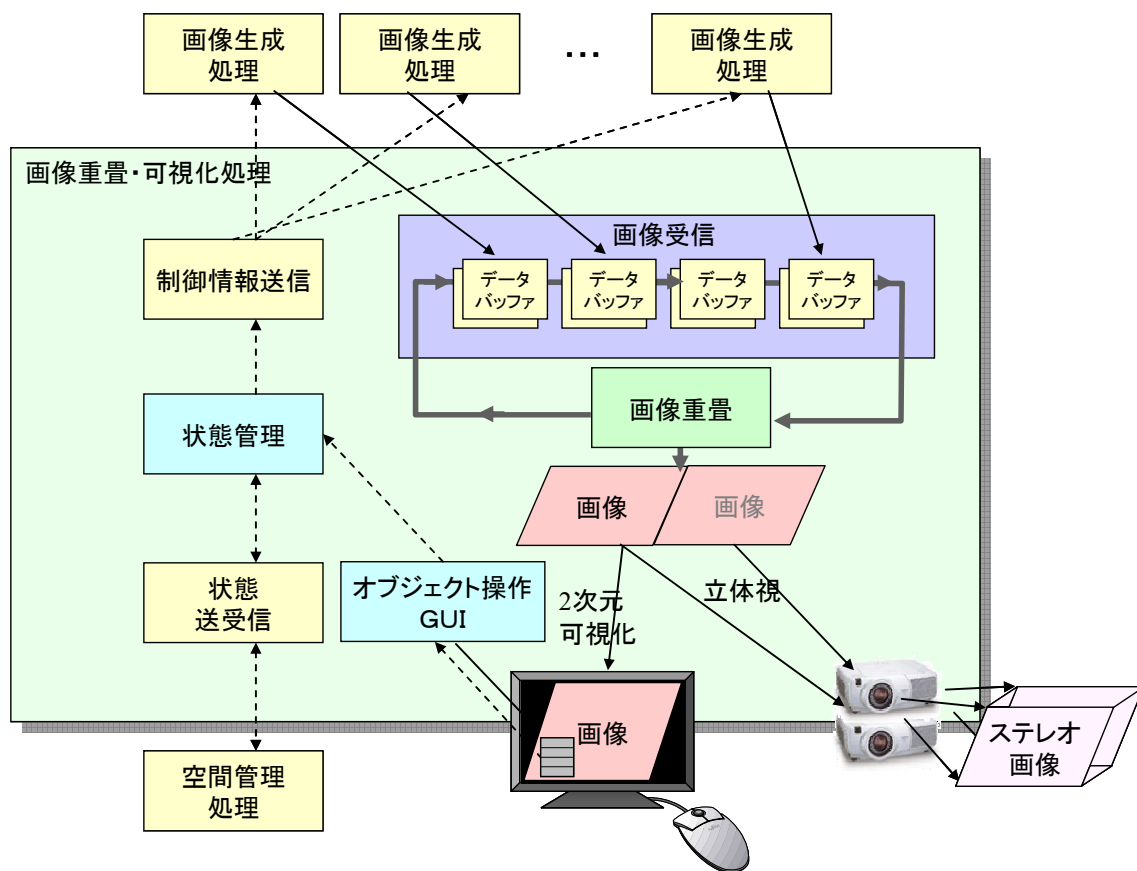 画像生成
処理
画像生成
処理
...
画像生成
処理
画像重畳・可視化処理
画像受信
制御情報送信
データ
バッファ
データ
バッファ
データ
バッファ
データ
バッファ
画像重畳
状態管理
画像
画像
状態
送受信
オブジェクト操作
GUI
2次元
可視化
立体視
画像
ステレオ
画像
空間管理
処理